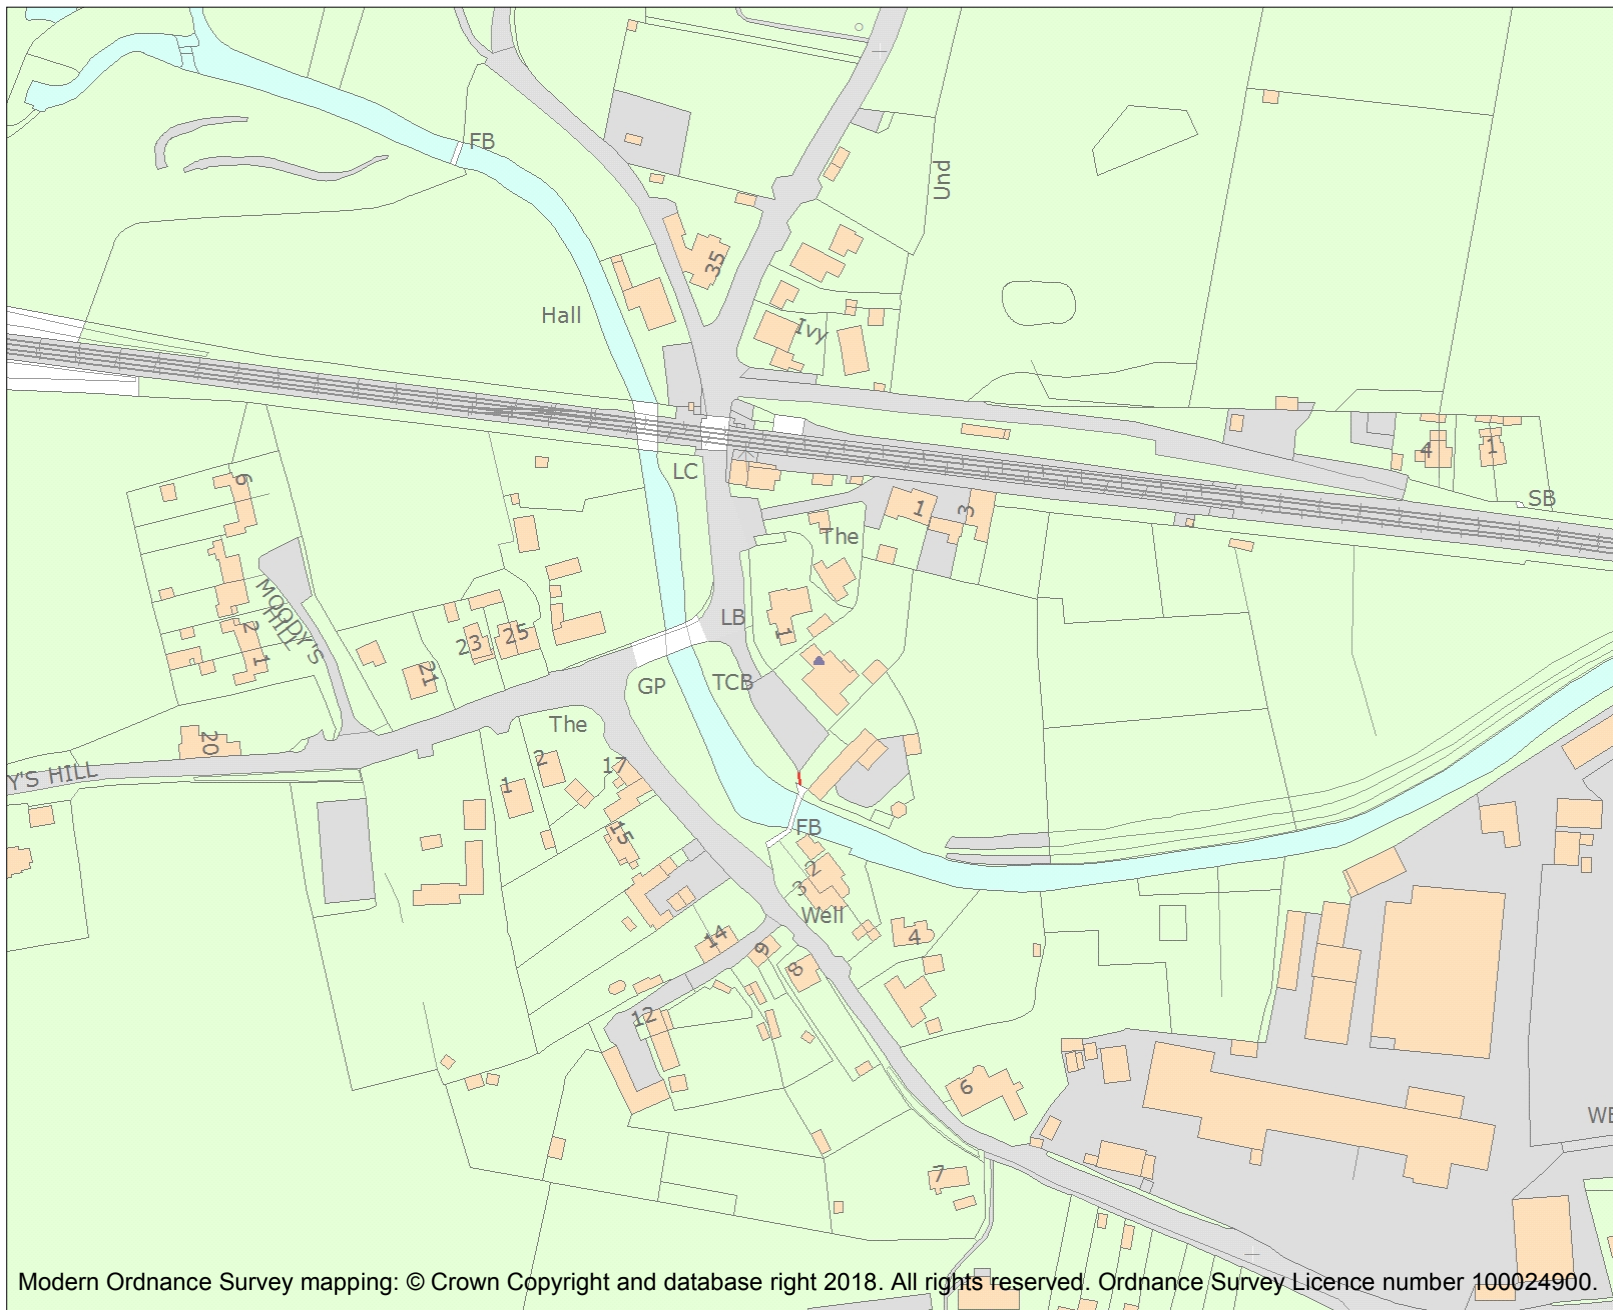 FB
Und
35
Hall
Ivy
LC
4
1
SB
6
1
3
The
MOODY'S
HILL
2
1
LB
1
23
25
21
GP
TCB
The
20
Y'S HILL
17
2
1
15
FB
2
3
Well
14
9
8
4
12
6
7
WE
Modern Ordnance Survey mapping: © Crown Copyright and database right 2018. All rights reserved. Ordnance Survey Licence number 100024900.